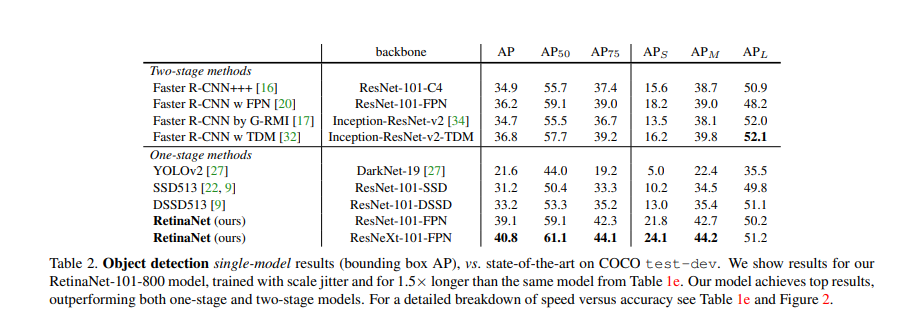 backbone AP AP50 AP75 APS APM APL
Two-stage methods
Faster R-CNN+++ [16] ResNet-101-C4 34.9 55.7 37.4 15.6 38.7 50.9
Faster R-CNN w FPN [20] ResNet-101-FPN 36.2 59.1 39.0 18.2 39.0 48.2
Faster R-CNN by G-RMI [17] Inception-ResNet-v2 [34] 34.7 55.5 36.7 13.5 38.1 52.0
Faster R-CNN w TDM [32] Inception-ResNet-v2-TDM 36.8 57.7 39.2 16.2 39.8 52.1
One-stage methods
YOLOv2 [27] DarkNet-19 [27] 21.6 44.0 19.2 5.0 22.4 35.5
SSD513 [22, 9] ResNet-101-SSD 31.2 50.4 33.3 10.2 34.5 49.8
DSSD513 [9] ResNet-101-DSSD 33.2 53.3 35.2 13.0 35.4 51.1
RetinaNet (ours) ResNet-101-FPN 39.1 59.1 42.3 21.8 42.7 50.2
RetinaNet (ours) ResNeXt-101-FPN 40.8 61.1 44.1 24.1 44.2 51.2
Table 2. Object detection single-model results (bounding box AP), vs. state-of-the-art on COCO test-dev. We show results for our
RetinaNet-101-800 model, trained with scale jitter and for 1.5× longer than the same model from Table 1e. Our model achieves top results,
outperforming both one-stage and two-stage models. For a detailed breakdown of speed versus accuracy see Table 1e and Figure 2.